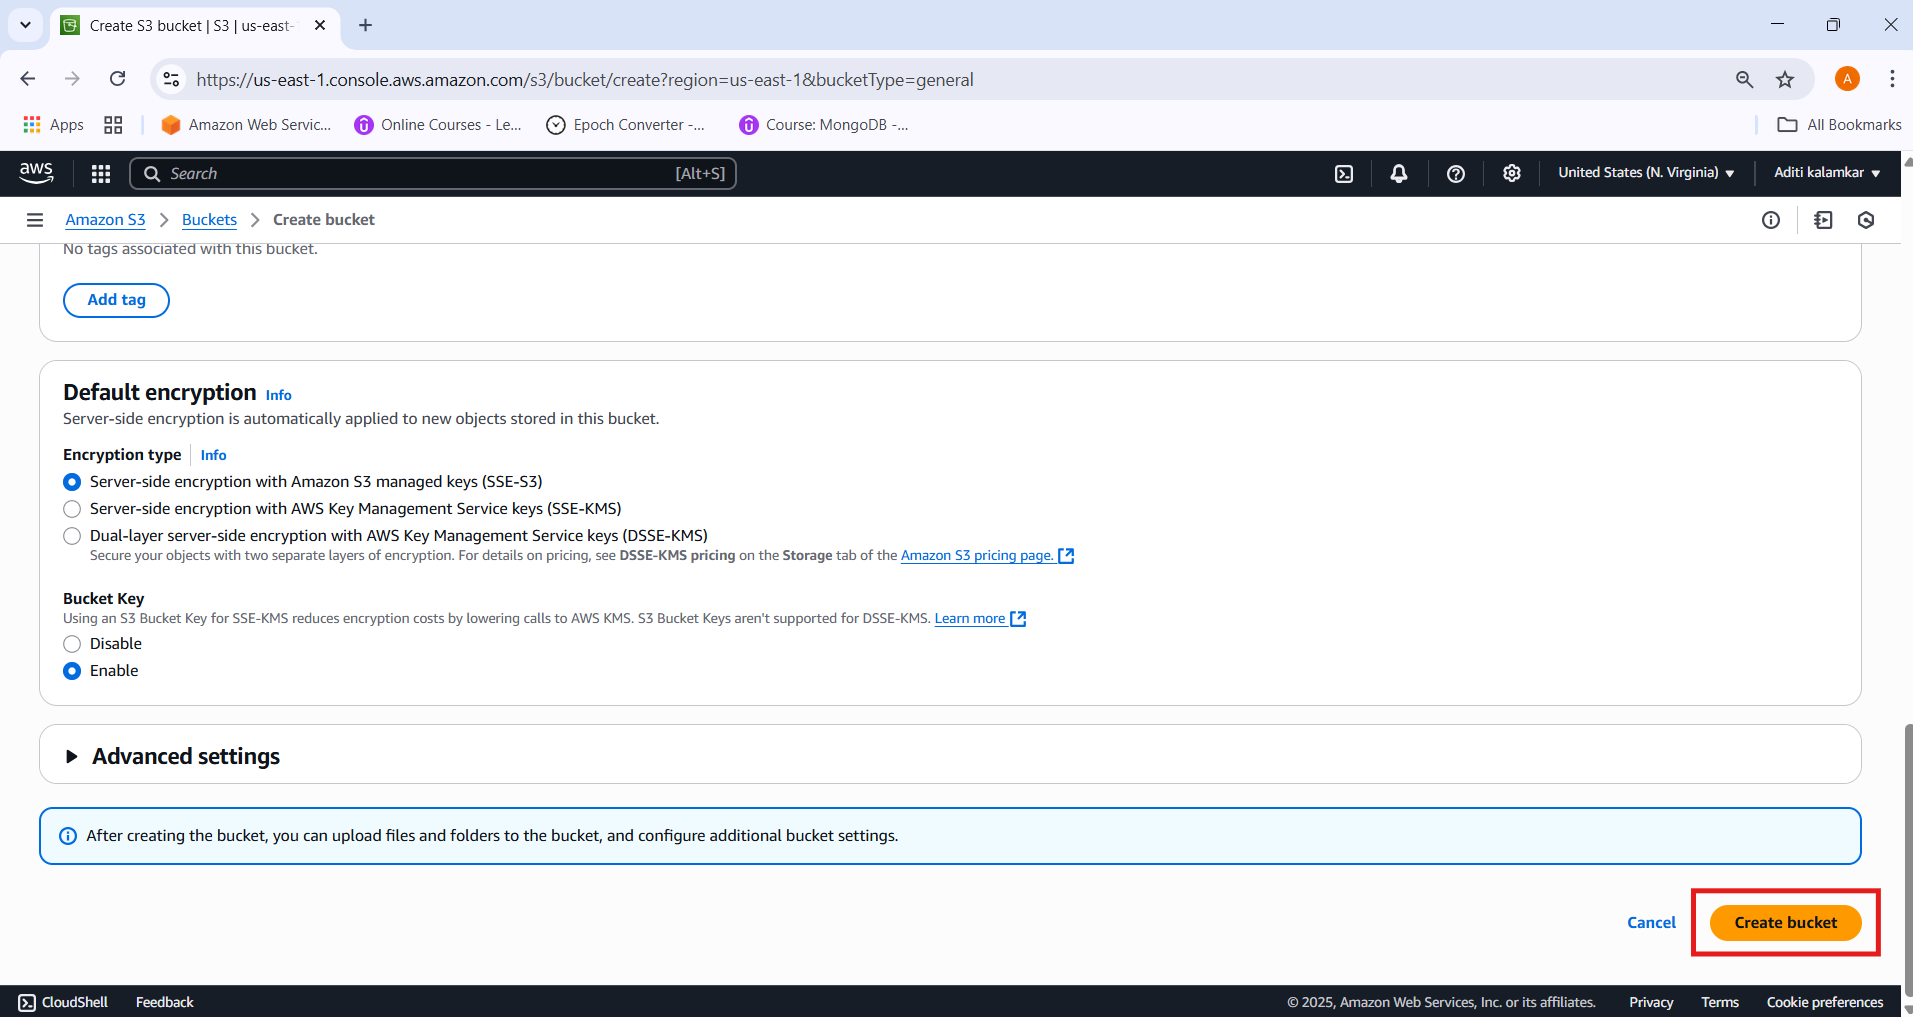 Create S3 bucket | S3 | us-east-
https://us-east-1.console.aws.amazon.com/s3/bucket/create?region=us-east-1&bucketType=general
A
Apps
Amazon Web Servic...
Online Courses - Le...
Epoch Converter -...
Course: MongoDB -...
All Bookmarks
aws
Search
[Alt+S]
United States (N. Virginia)
Aditi kalamkar
Amazon S3
Buckets
Create bucket
No tags associated with this bucket.
Add tag
Default encryption Info
Server-side encryption is automatically applied to new objects stored in this bucket.
Encryption type Info
Server-side encryption with Amazon S3 managed keys (SSE-S3)
Server-side encryption with AWS Key Management Service keys (SSE-KMS)
Dual-layer server-side encryption with AWS Key Management Service keys (DSSE-KMS)
Secure your objects with two separate layers of encryption. For details on pricing, see DSSE-KMS pricing on the Storage tab of the Amazon S3 pricing page.
Bucket Key
Using an S3 Bucket Key for SSE-KMS reduces encryption costs by lowering calls to AWS KMS. S3 Bucket Keys aren't supported for DSSE-KMS. Learn more
Disable
Enable
Advanced settings
After creating the bucket, you can upload files and folders to the bucket, and configure additional bucket settings.
Cancel
Create bucket
CloudShell
Feedback
© 2025, Amazon Web Services, Inc. or its affiliates.
Privacy
Terms
Cookie preferences